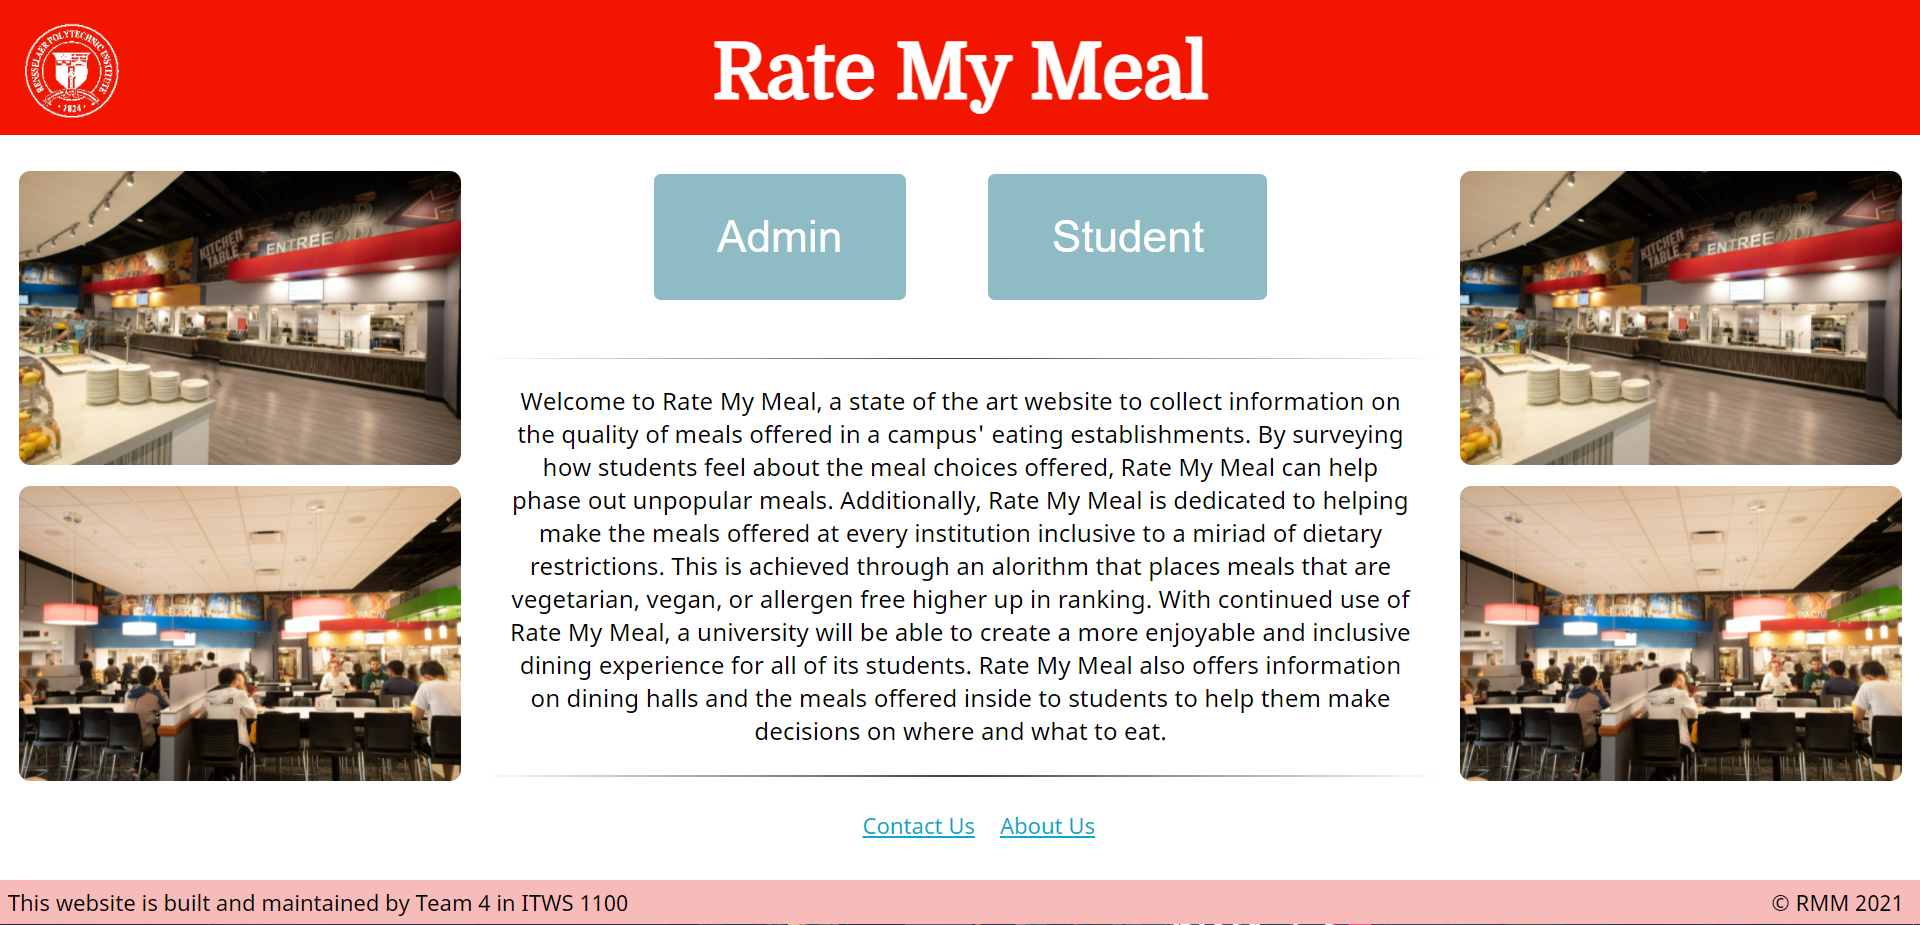 RENSSELAER POLYTECHNIC INSTITUTE
1824
Rate My Meal
Admin
Student
GOOD
KITCHEN
TABLE
ENTREE
GOOD
KITCHEN
TABLE
ENTREE
Welcome to Rate My Meal, a state of the art website to collect information on
the quality of meals offered in a campus' eating establishments. By surveying
how students feel about the meal choices offered, Rate My Meal can help
phase out unpopular meals. Additionally, Rate My Meal is dedicated to helping
make the meals offered at every institution inclusive to a miriad of dietary
restrictions. This is achieved through an alorithm that places meals that are
vegetarian, vegan, or allergen free higher up in ranking. With continued use of
Rate My Meal, a university will be able to create a more enjoyable and inclusive
dining experience for all of its students. Rate My Meal also offers information
on dining halls and the meals offered inside to students to help them make
decisions on where and what to eat.
Contact Us About Us
This website is built and maintained by Team 4 in ITWS 1100
© RMM 2021